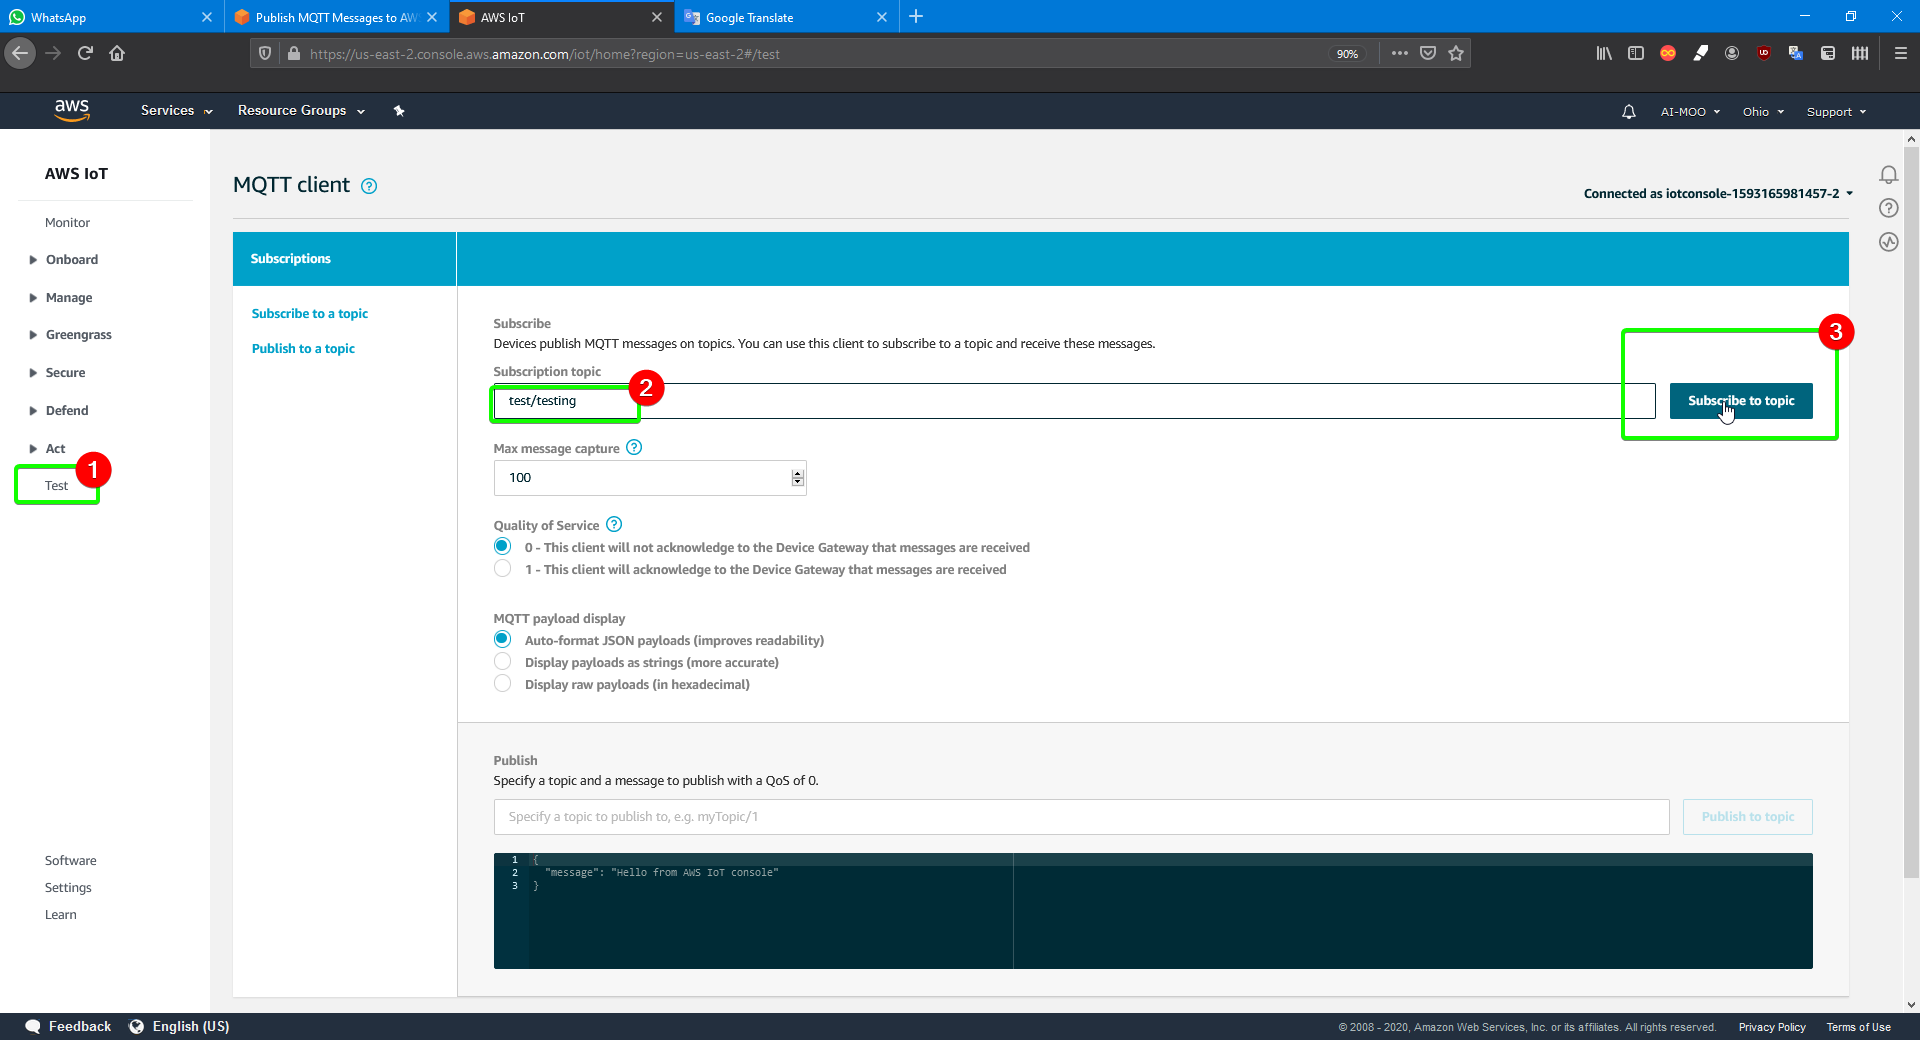 WhatsApp
Publish MQTT Messages to AW
AWS IoT
Google Translate
https://us-east-2.console.aws.amazon.com/iot/home?region=us-east-2#/test
90%
aws
Services
Resource Groups
AI-MOO
Ohio
Support
AWS IoT
Monitor
Onboard
Manage
Greengrass
Secure
Defend
Act
Test
1
Software
Settings
Learn
MQTT client
Connected as iotconsole-1593165981457-2
Subscriptions
Subscribe to a topic
Publish to a topic
Subscribe
Devices publish MQTT messages on topics. You can use this client to subscribe to a topic and receive these messages.
Subscription topic
test/testing
2
Subscribe to topic
3
Max message capture
100
Quality of Service
0 - This client will not acknowledge to the Device Gateway that messages are received
1 - This client will acknowledge to the Device Gateway that messages are received
MQTT payload display
Auto-format JSON payloads (improves readability)
Display payloads as strings (more accurate)
Display raw payloads (in hexadecimal)
Publish
Specify a topic and a message to publish with a QoS of 0.
Specify a topic to publish to, e.g. myTopic/1
Publish to topic
1 {
2 "message": "Hello from AWS IoT console"
3 }
Feedback
English (US)
© 2008 - 2020, Amazon Web Services, Inc. or its affiliates. All rights reserved.
Privacy Policy
Terms of Use